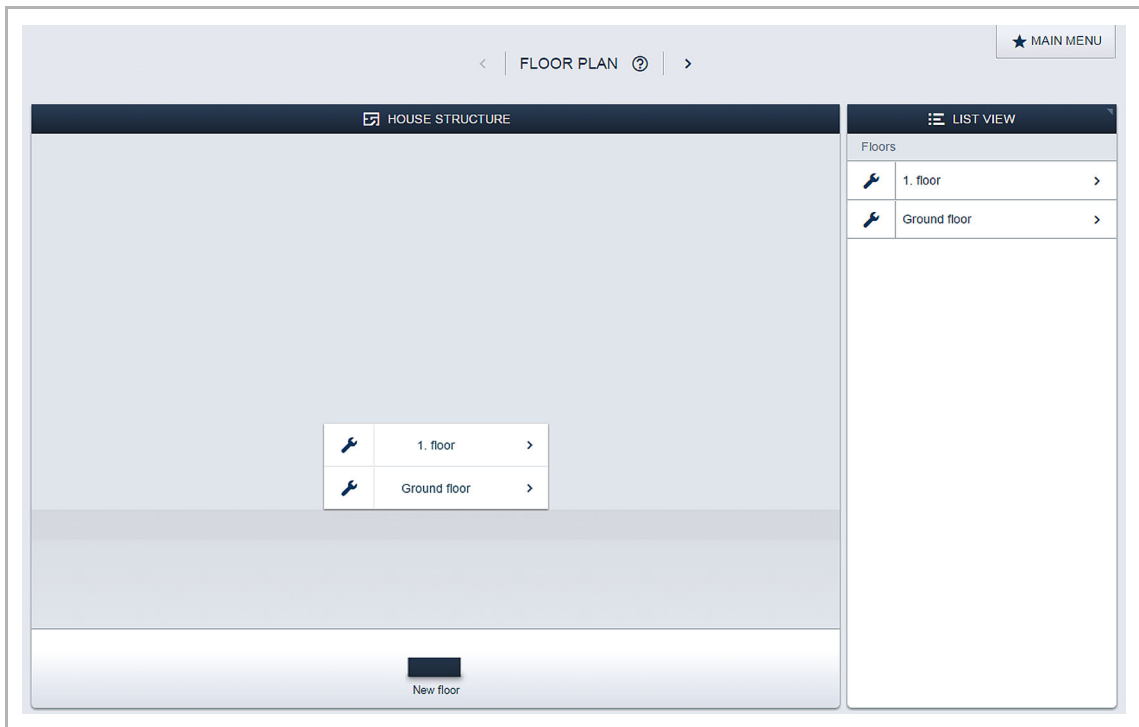 MAIN MENU
FLOOR PLAN
HOUSE STRUCTURE
1. floor
Ground floor
New floor
LIST VIEW
Floors
1. floor
Ground floor